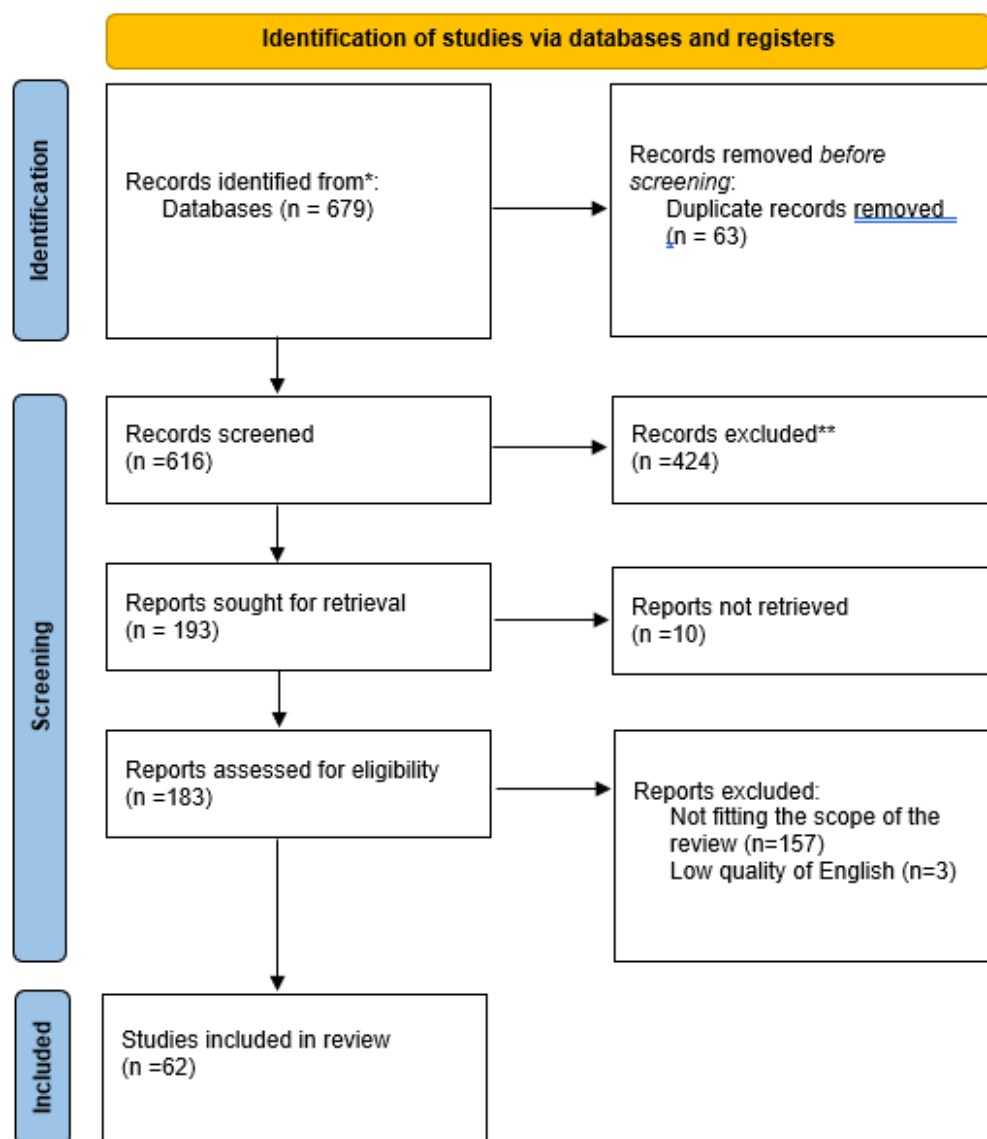 Identification of studies via databases and registers
Identification
Records identified from*:
Databases (n = 679)
Records removed before
screening:
Duplicate records removed
(n = 63)
Screening
Records screened
(n =616)
Records excluded**
(n =424)
Reports sought for retrieval
(n = 193)
Reports not retrieved
(n =10)
Reports assessed for eligibility
(n =183)
Reports excluded:
Not fitting the scope of the
review (n=157)
Low quality of English (n=3)
Included
Studies included in review
(n =62)